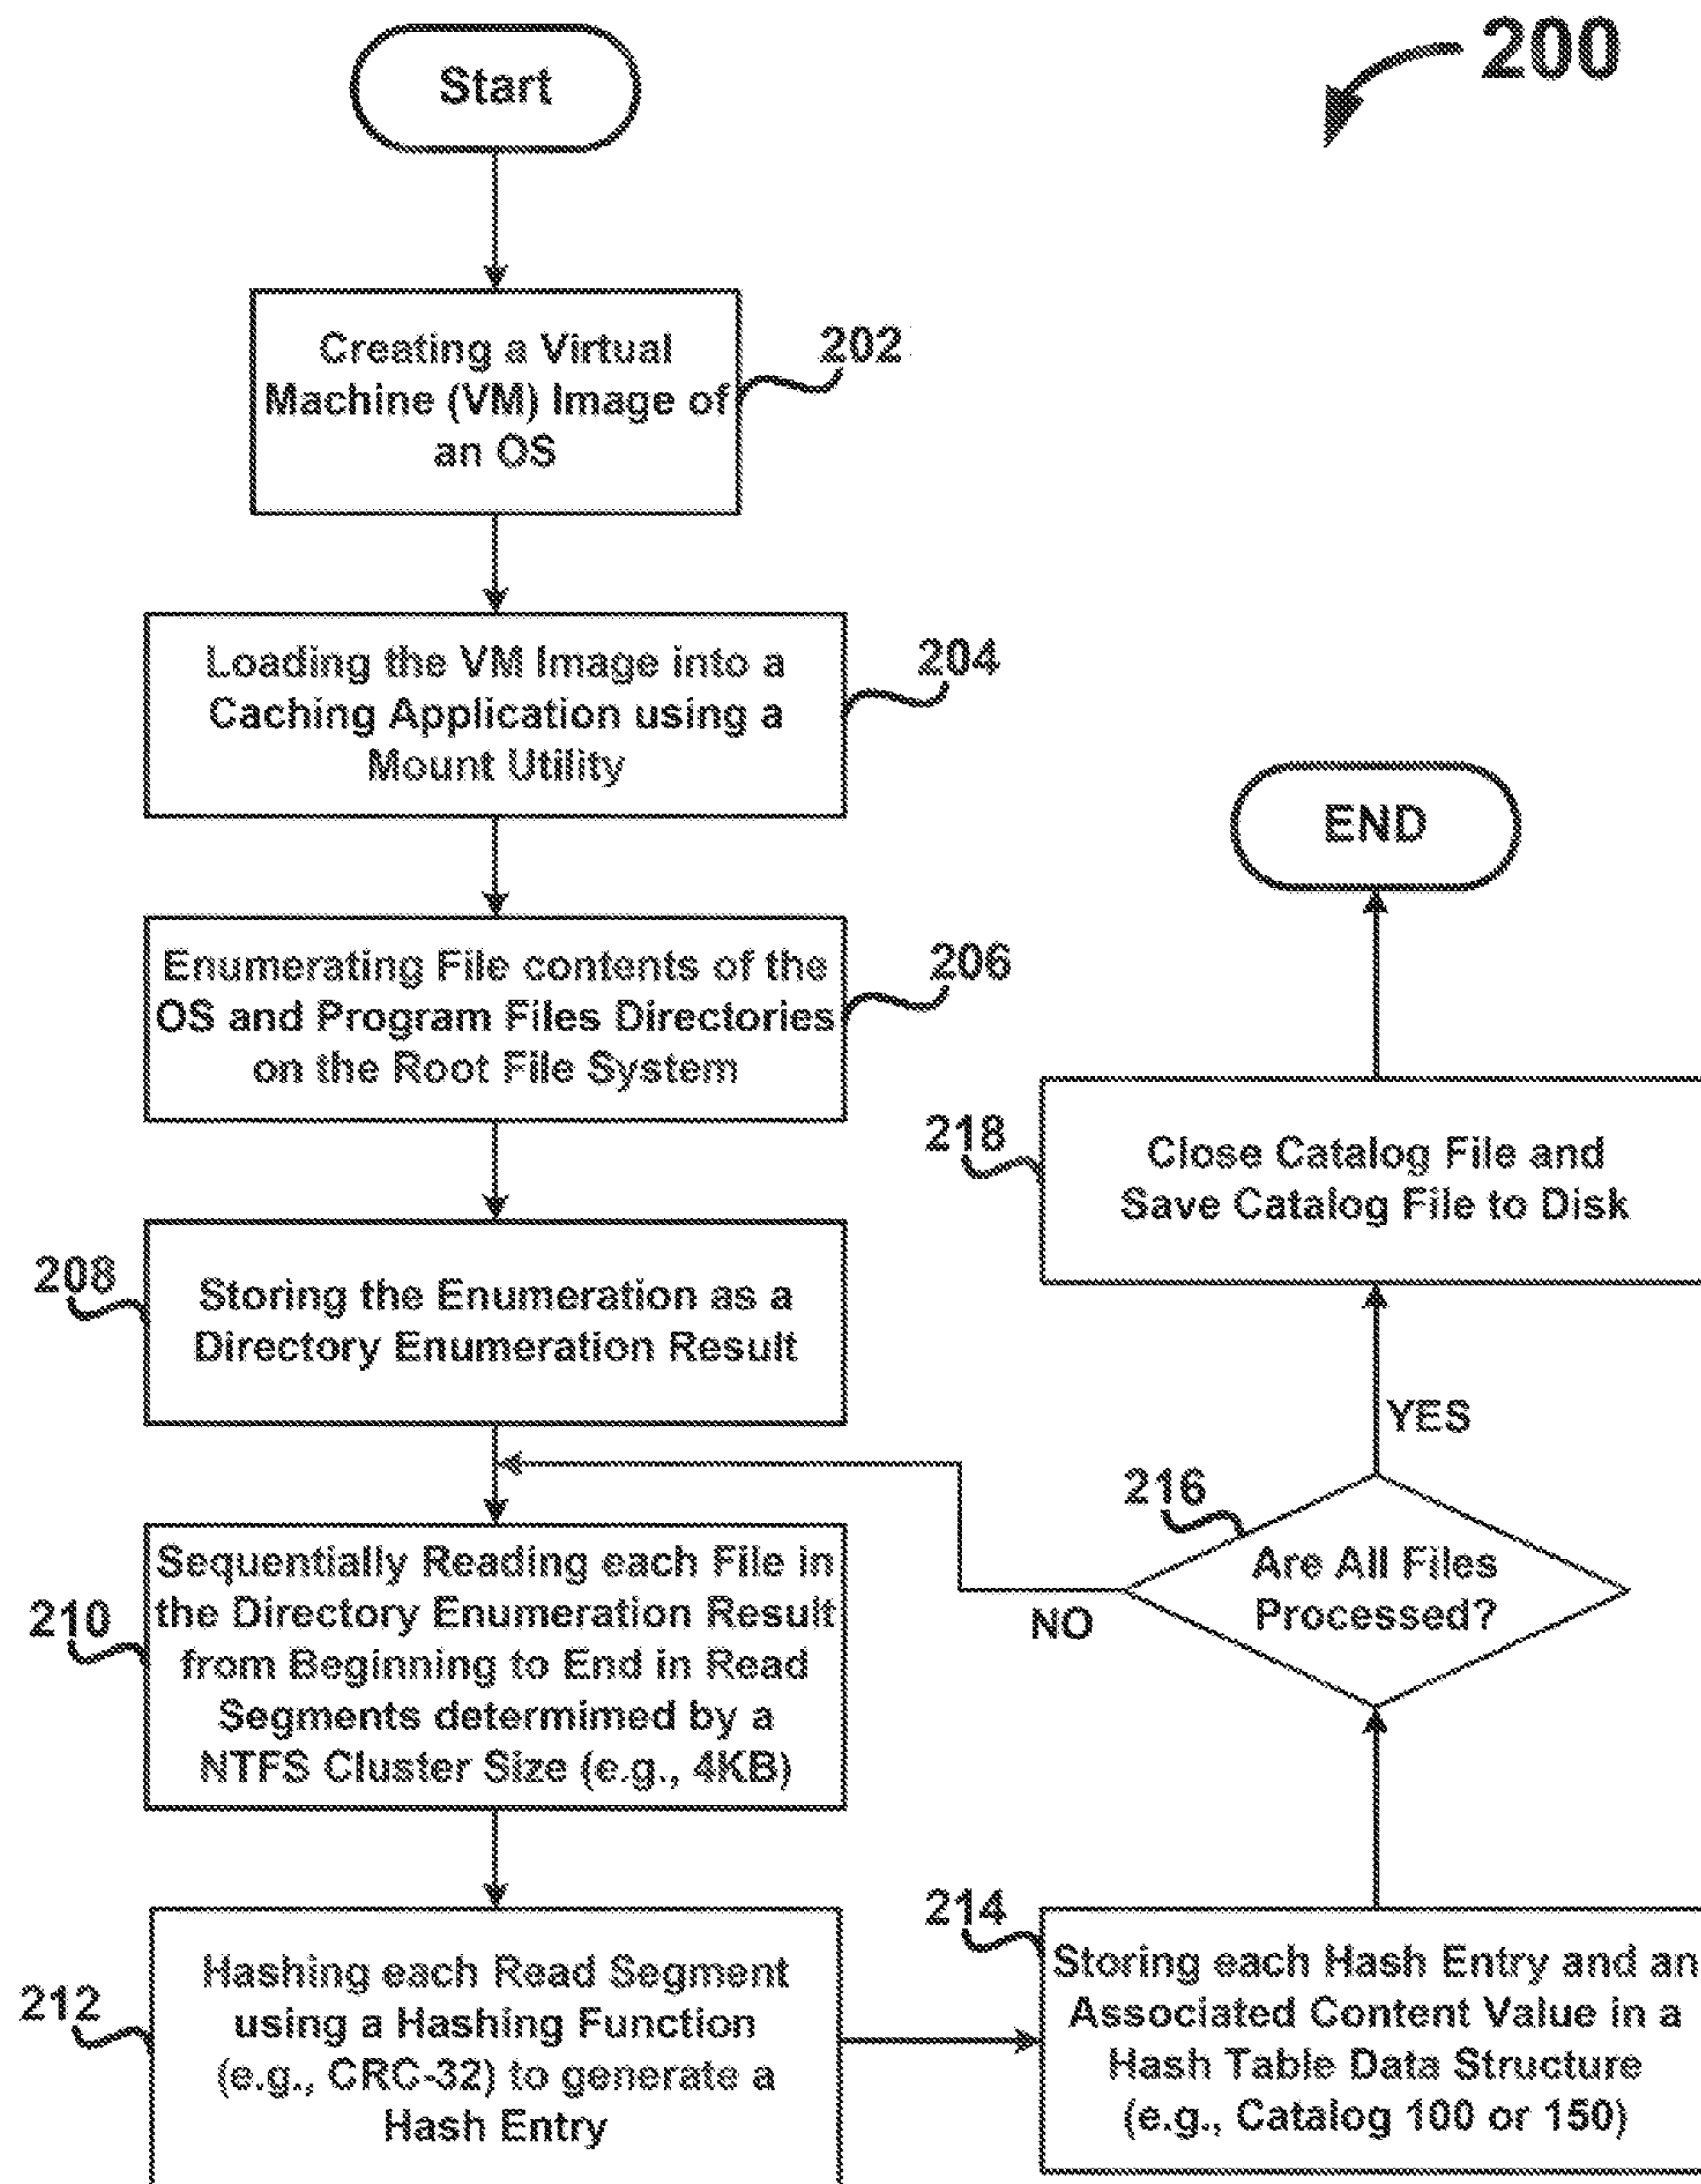 200
Start
Creating a Virtual
Machine (VM) Image of
an OS
202
Loading the VM Image into a
Caching Application using a
Mount Utility
204
Enumerating File contents of the
OS and Program Files Directories
on the Root File System
206
208
Storing the Enumeration as a
Directory Enumeration Result
210
Sequentially Reading each File in
the Directory Enumeration Result
from Beginning to End in Read
Segments determimed by a
NTFS Cluster Size (e.g., 4KB)
212
Hashing each Read Segment
using a Hashing Function
(e.g., CRC-32) to generate a
Hash Entry
214
Storing each Hash Entry and an
Associated Content Value in a
Hash Table Data Structure
(e.g., Catalog 100 or 150)
216
Are All Files
Processed?
NO
YES
218
Close Catalog File and
Save Catalog File to Disk
END